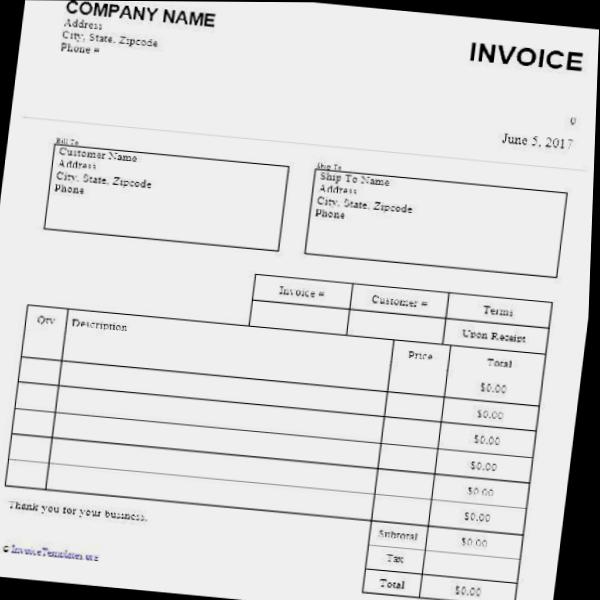 COMPANY NAME
Address
City, State, Zipcode
Phone #
INVOICE
0
June 5, 2017
Bill To
Customer Name
Address
City, State, Zipcode
Phone
Ship To
Ship To Name
Address
City, State, Zipcode
Phone
Invoice # Customer # Terms
Upon Receipt
Qty Description Price Total
$0.00
$0.00
$0.00
$0.00
$0.00
$0.00
Subtotal $0.00
Thank you for your business.
Tax
Total $0.00
© InvoiceTemplates.org